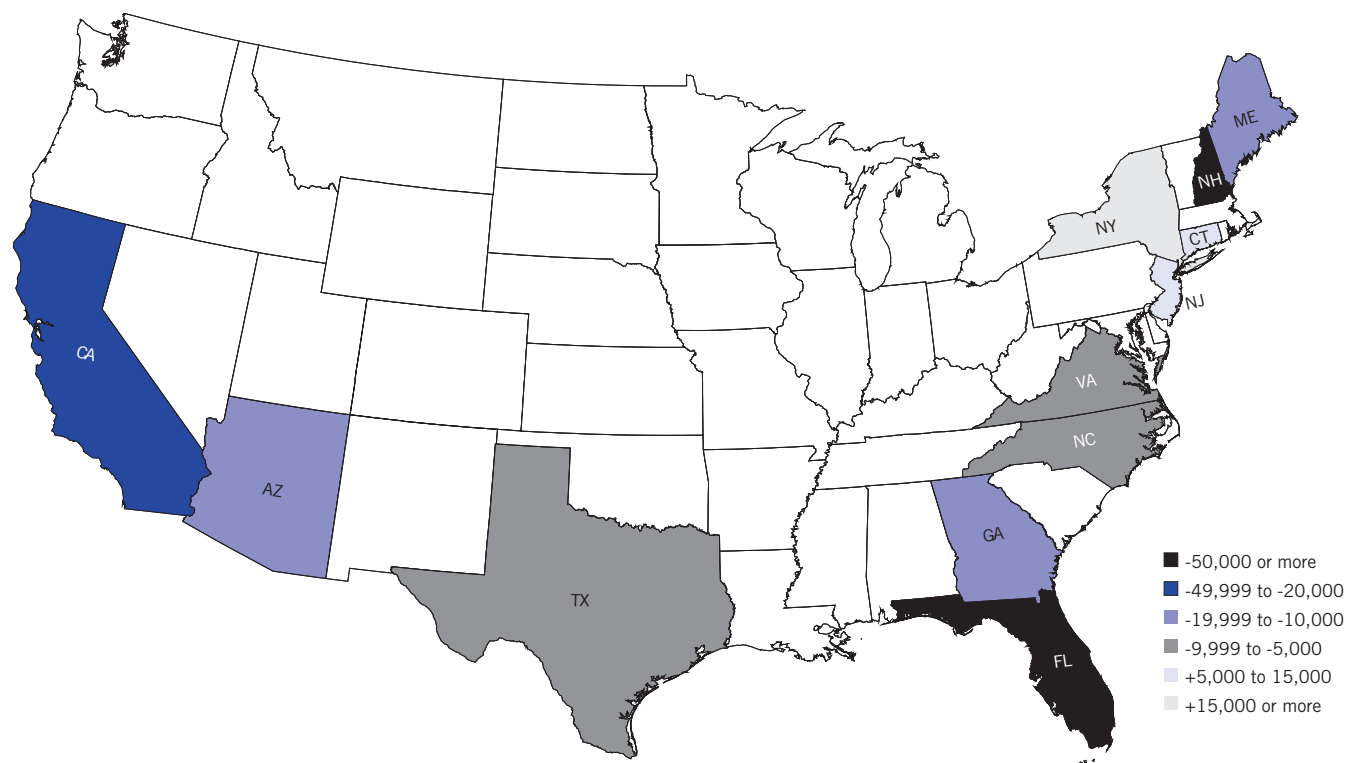 ME
NH
NY
CT
NJ
CA
VA
NC
AZ
GA
TX
FL
-50,000 or more
-49,999 to -20,000
-19,999 to -10,000
-9,999 to -5,000
+5,000 to 15,000
+15,000 or more